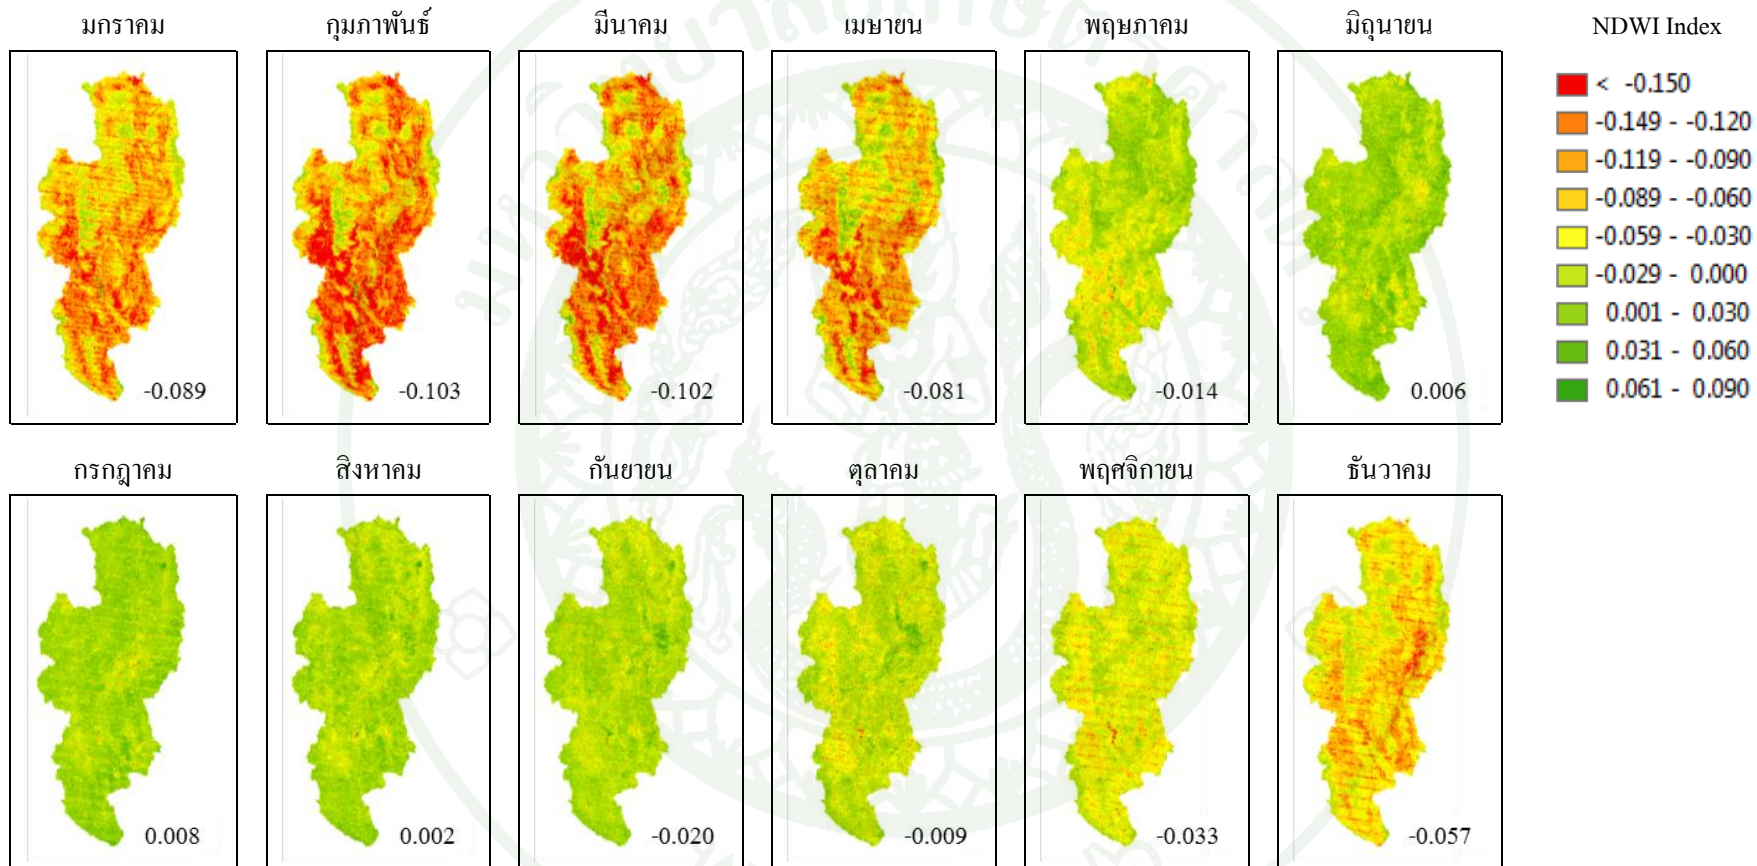 มกราคม กุมภาพันธ์ มีนาคม เมษายน พฤษภาคม มิถุนายน NDWI Index
< -0.150
-0.149 - -0.120
-0.119 - -0.090
-0.089 - -0.060
-0.059 - -0.030
-0.029 - 0.000
0.001 - 0.030
0.031 - 0.060
0.061 - 0.090
-0.089 -0.103 -0.102 -0.081 -0.014 0.006
กรกฎาคม สิงหาคม กันยายน ตุลาคม พฤศจิกายน ธันวาคม
0.008 0.002 -0.020 -0.009 -0.033 -0.057